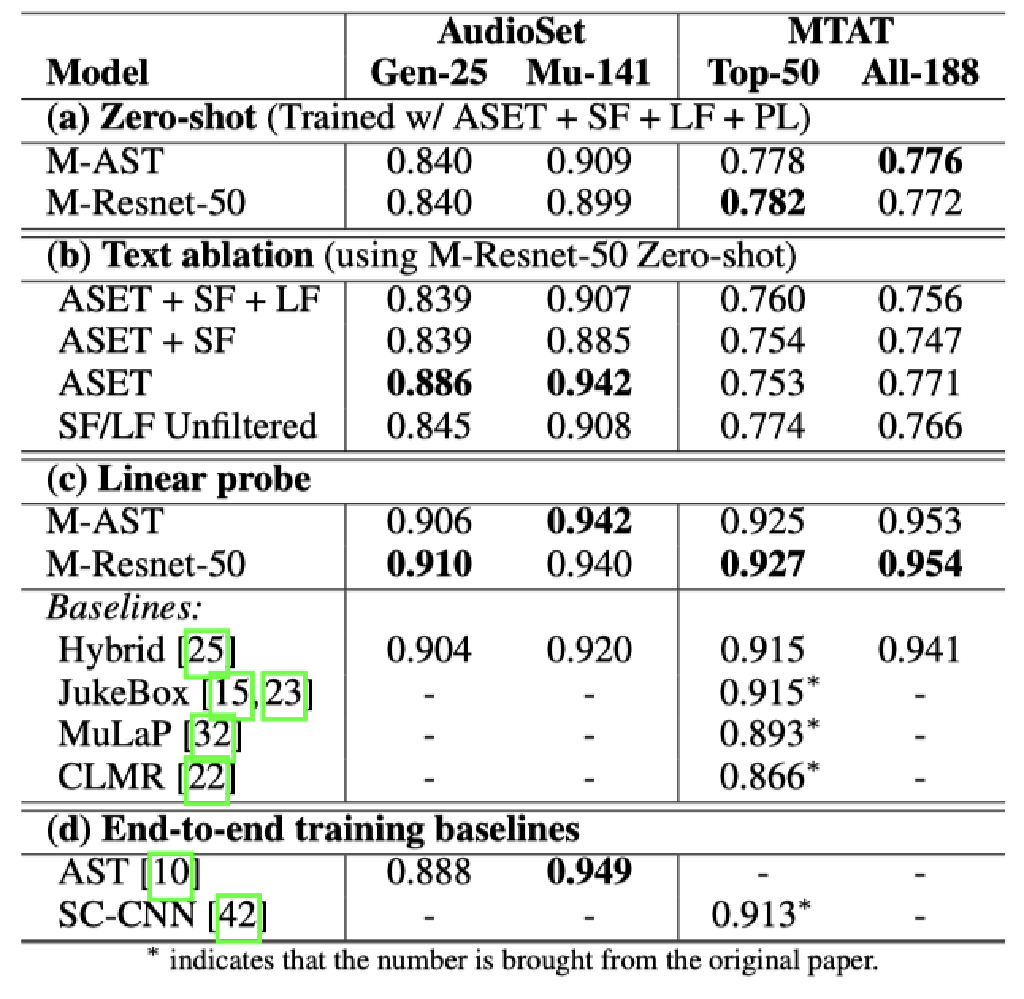 AudioSet MTAT
Model Gen-25 Mu-141 Top-50 All-188
(a) Zero-shot (Trained w/ ASET + SF + LF + PL)
M-AST 0.840 0.909 0.778 0.776
M-Resnet-50 0.840 0.899 0.782 0.772
(b) Text ablation (using M-Resnet-50 Zero-shot)
ASET + SF + LF 0.839 0.907 0.760 0.756
ASET + SF 0.839 0.885 0.754 0.747
ASET 0.886 0.942 0.753 0.771
SF/LF Unfiltered 0.845 0.908 0.774 0.766
(c) Linear probe
M-AST 0.906 0.942 0.925 0.953
M-Resnet-50 0.910 0.940 0.927 0.954
Baselines:
Hybrid [25] 0.904 0.920 0.915 0.941
JukeBox [15,23] - - 0.915* -
MuLaP [32] - - 0.893* -
CLMR [22] - - 0.866* -
(d) End-to-end training baselines
AST [10] 0.888 0.949 - -
SC-CNN [42] - - 0.913* -
* indicates that the number is brought from the original paper.